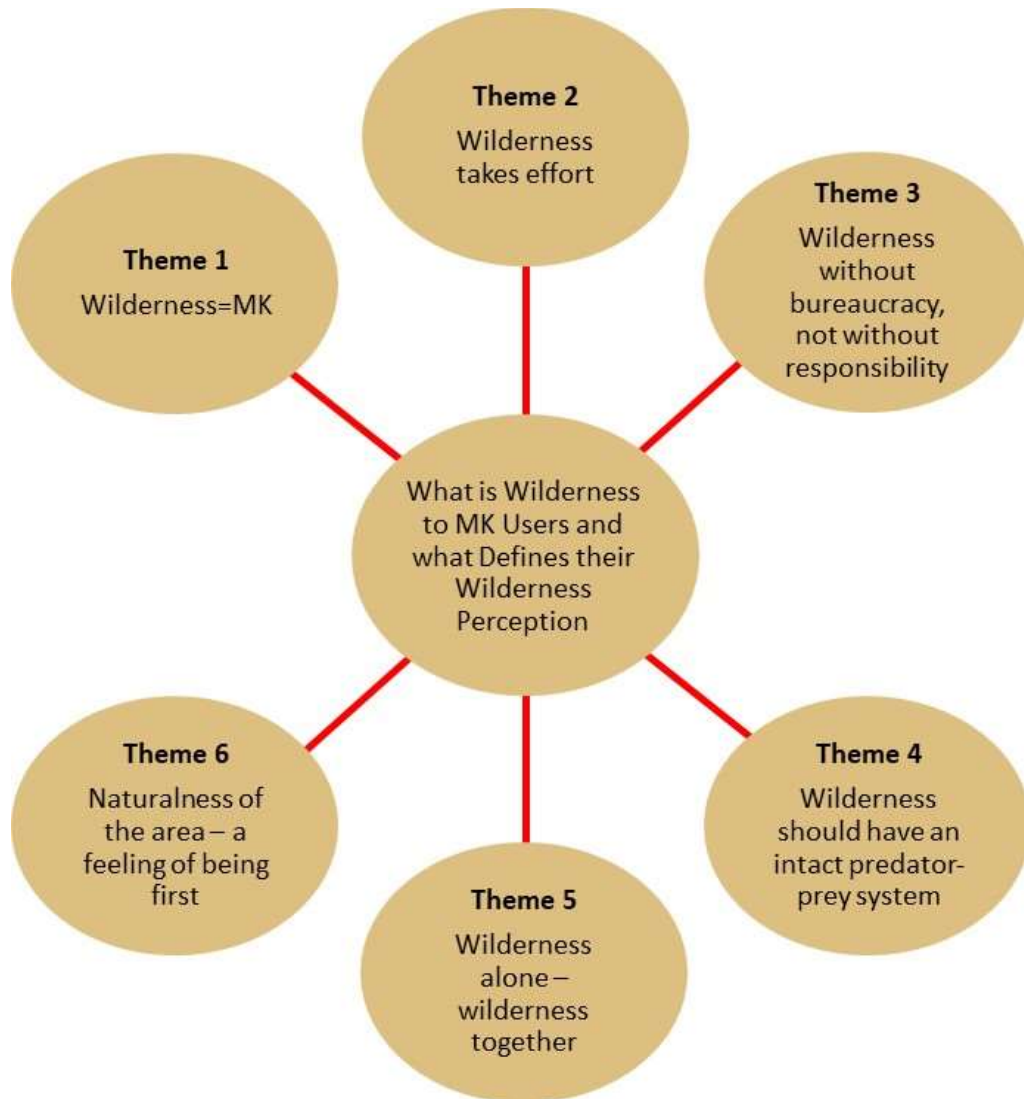 Theme 1
Wilderness=MK
Theme 2
Wilderness
takes effort
Theme 3
Wilderness
without
bureaucracy,
not without
responsibility
What is Wilderness
to MK Users and
what Defines their
Wilderness
Perception
Theme 6
Naturalness of
the area – a
feeling of being
first
Theme 5
Wilderness
alone –
wilderness
together
Theme 4
Wilderness
should have an
intact predator-
prey system